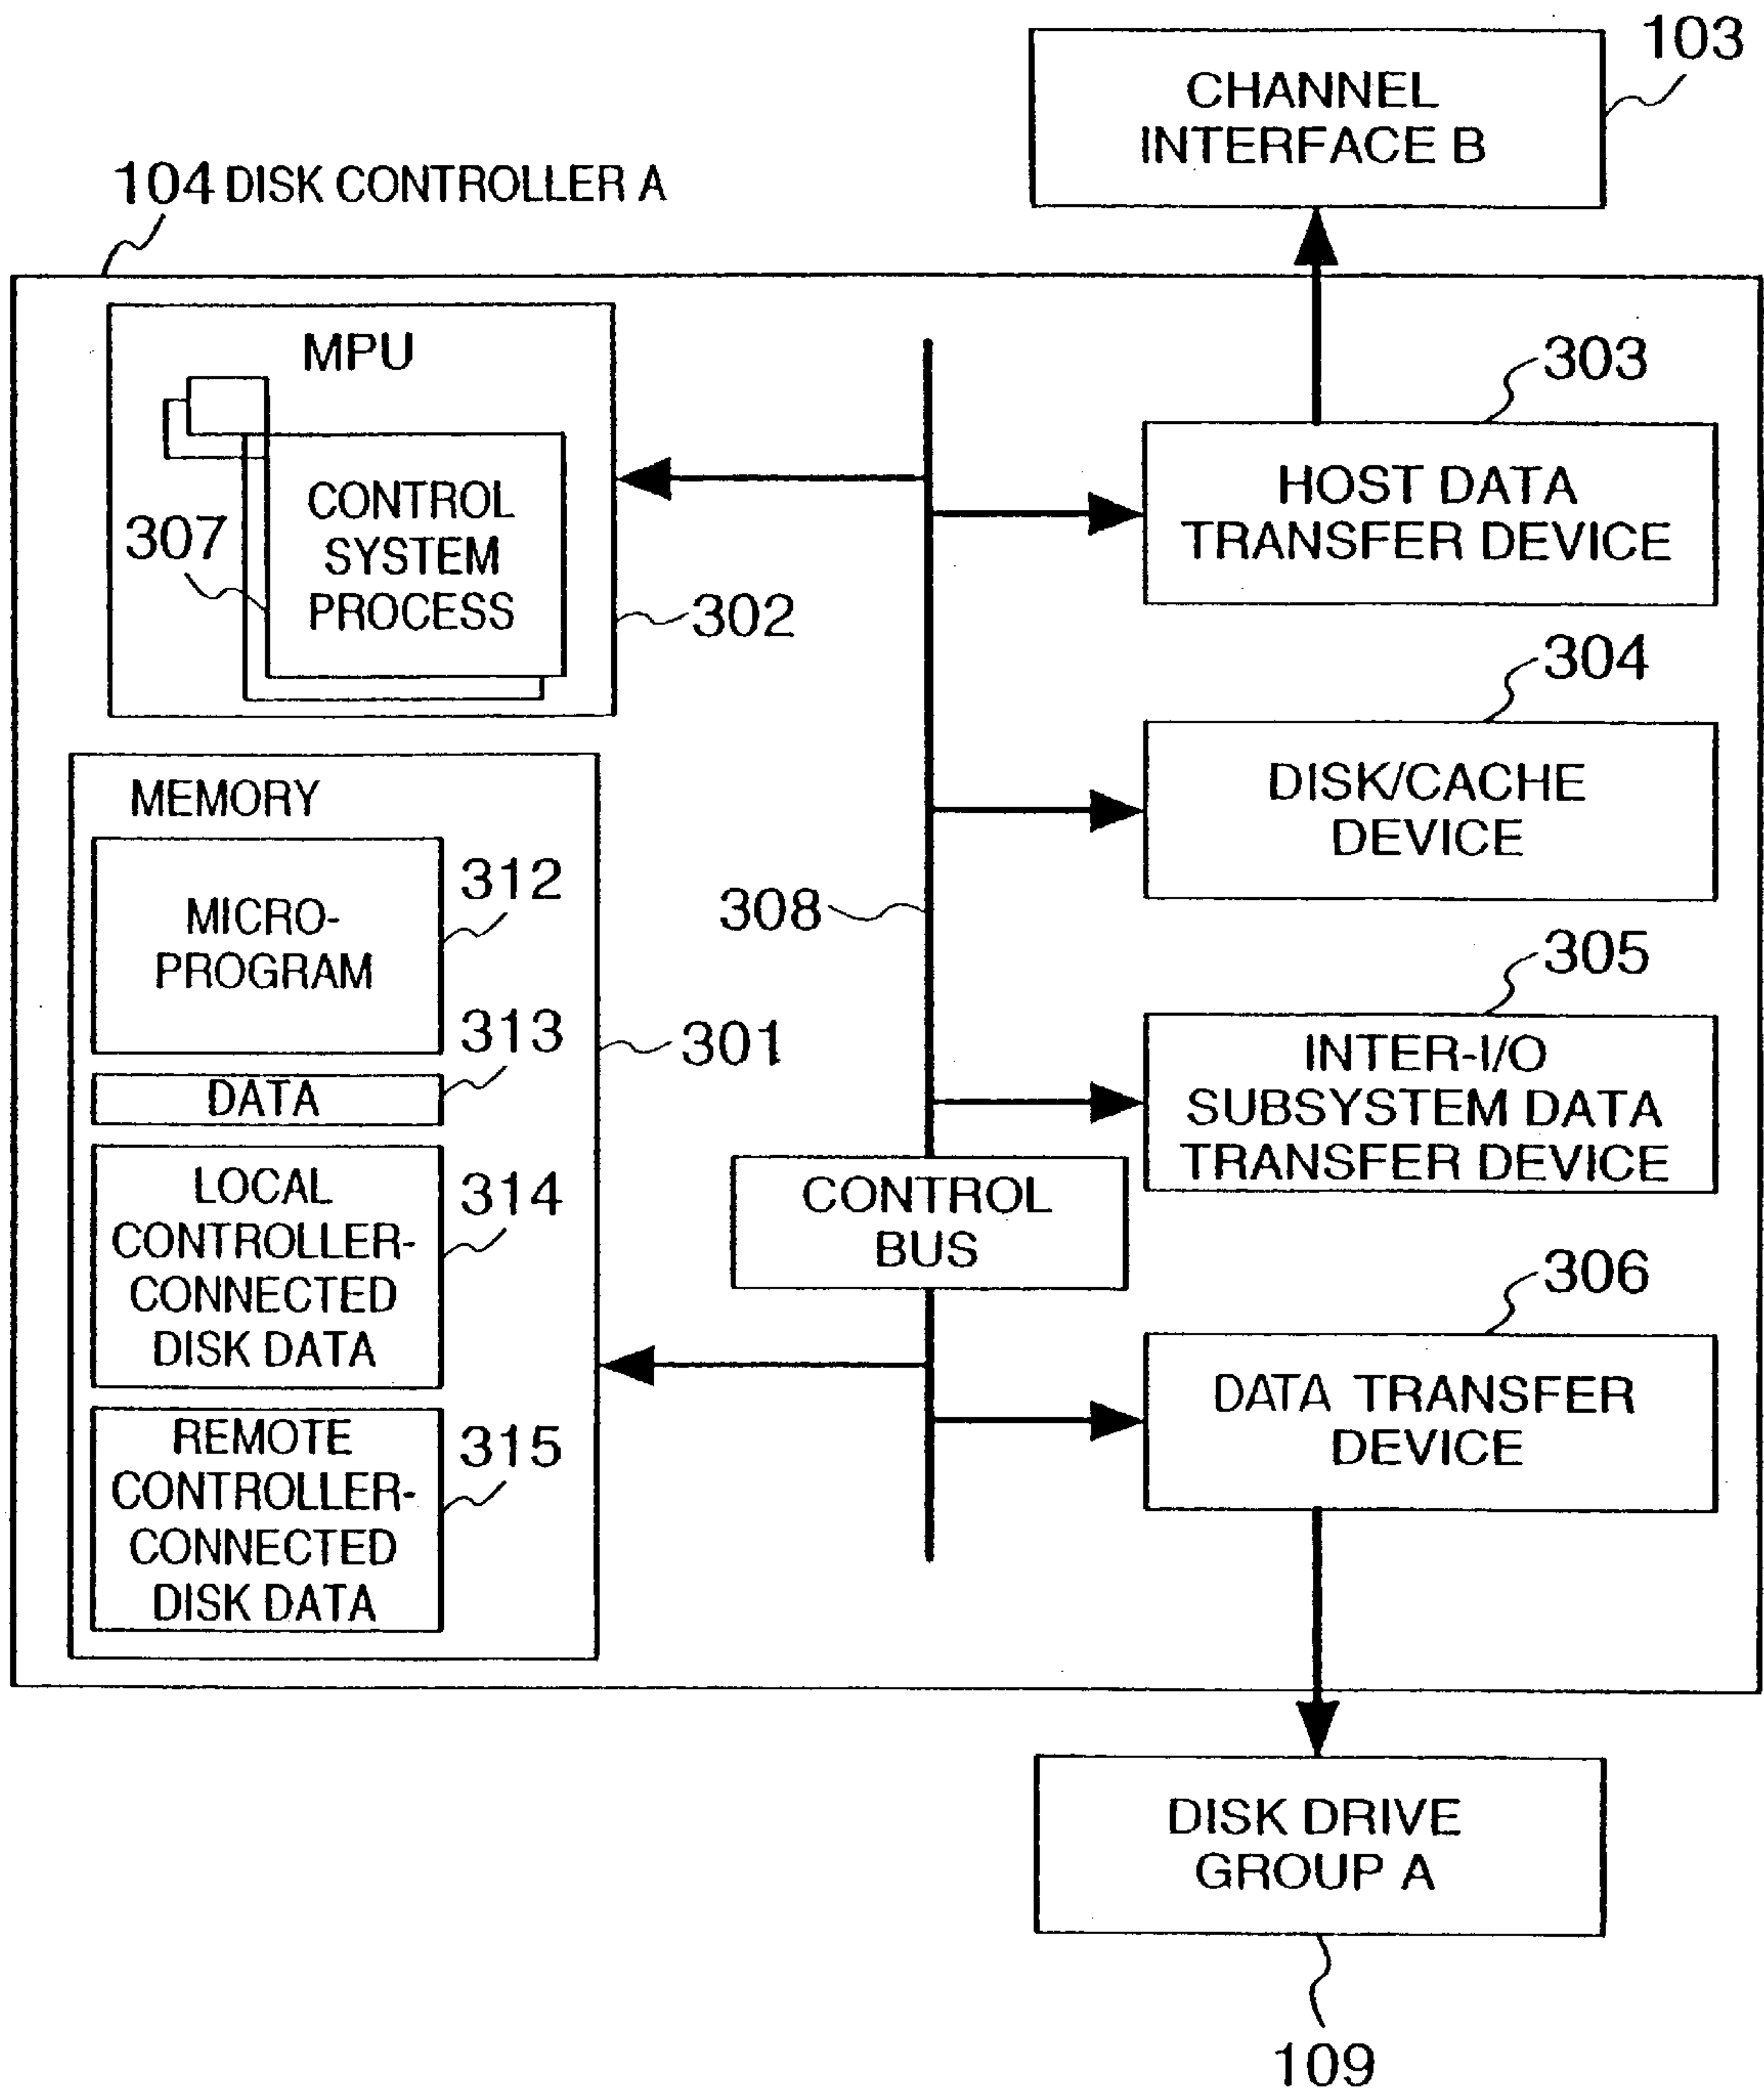 103
CHANNEL
INTERFACE B
104 DISK CONTROLLER A
MPU
307
CONTROL
SYSTEM
PROCESS
302
303
HOST DATA
TRANSFER DEVICE
304
DISK/CACHE
DEVICE
MEMORY
MICRO-
PROGRAM
312
308
305
INTER-I/O
SUBSYSTEM DATA
TRANSFER DEVICE
313
DATA
301
LOCAL
CONTROLLER-
CONNECTED
DISK DATA
314
CONTROL
BUS
306
DATA TRANSFER
DEVICE
REMOTE
CONTROLLER-
CONNECTED
DISK DATA
315
DISK DRIVE
GROUP A
109